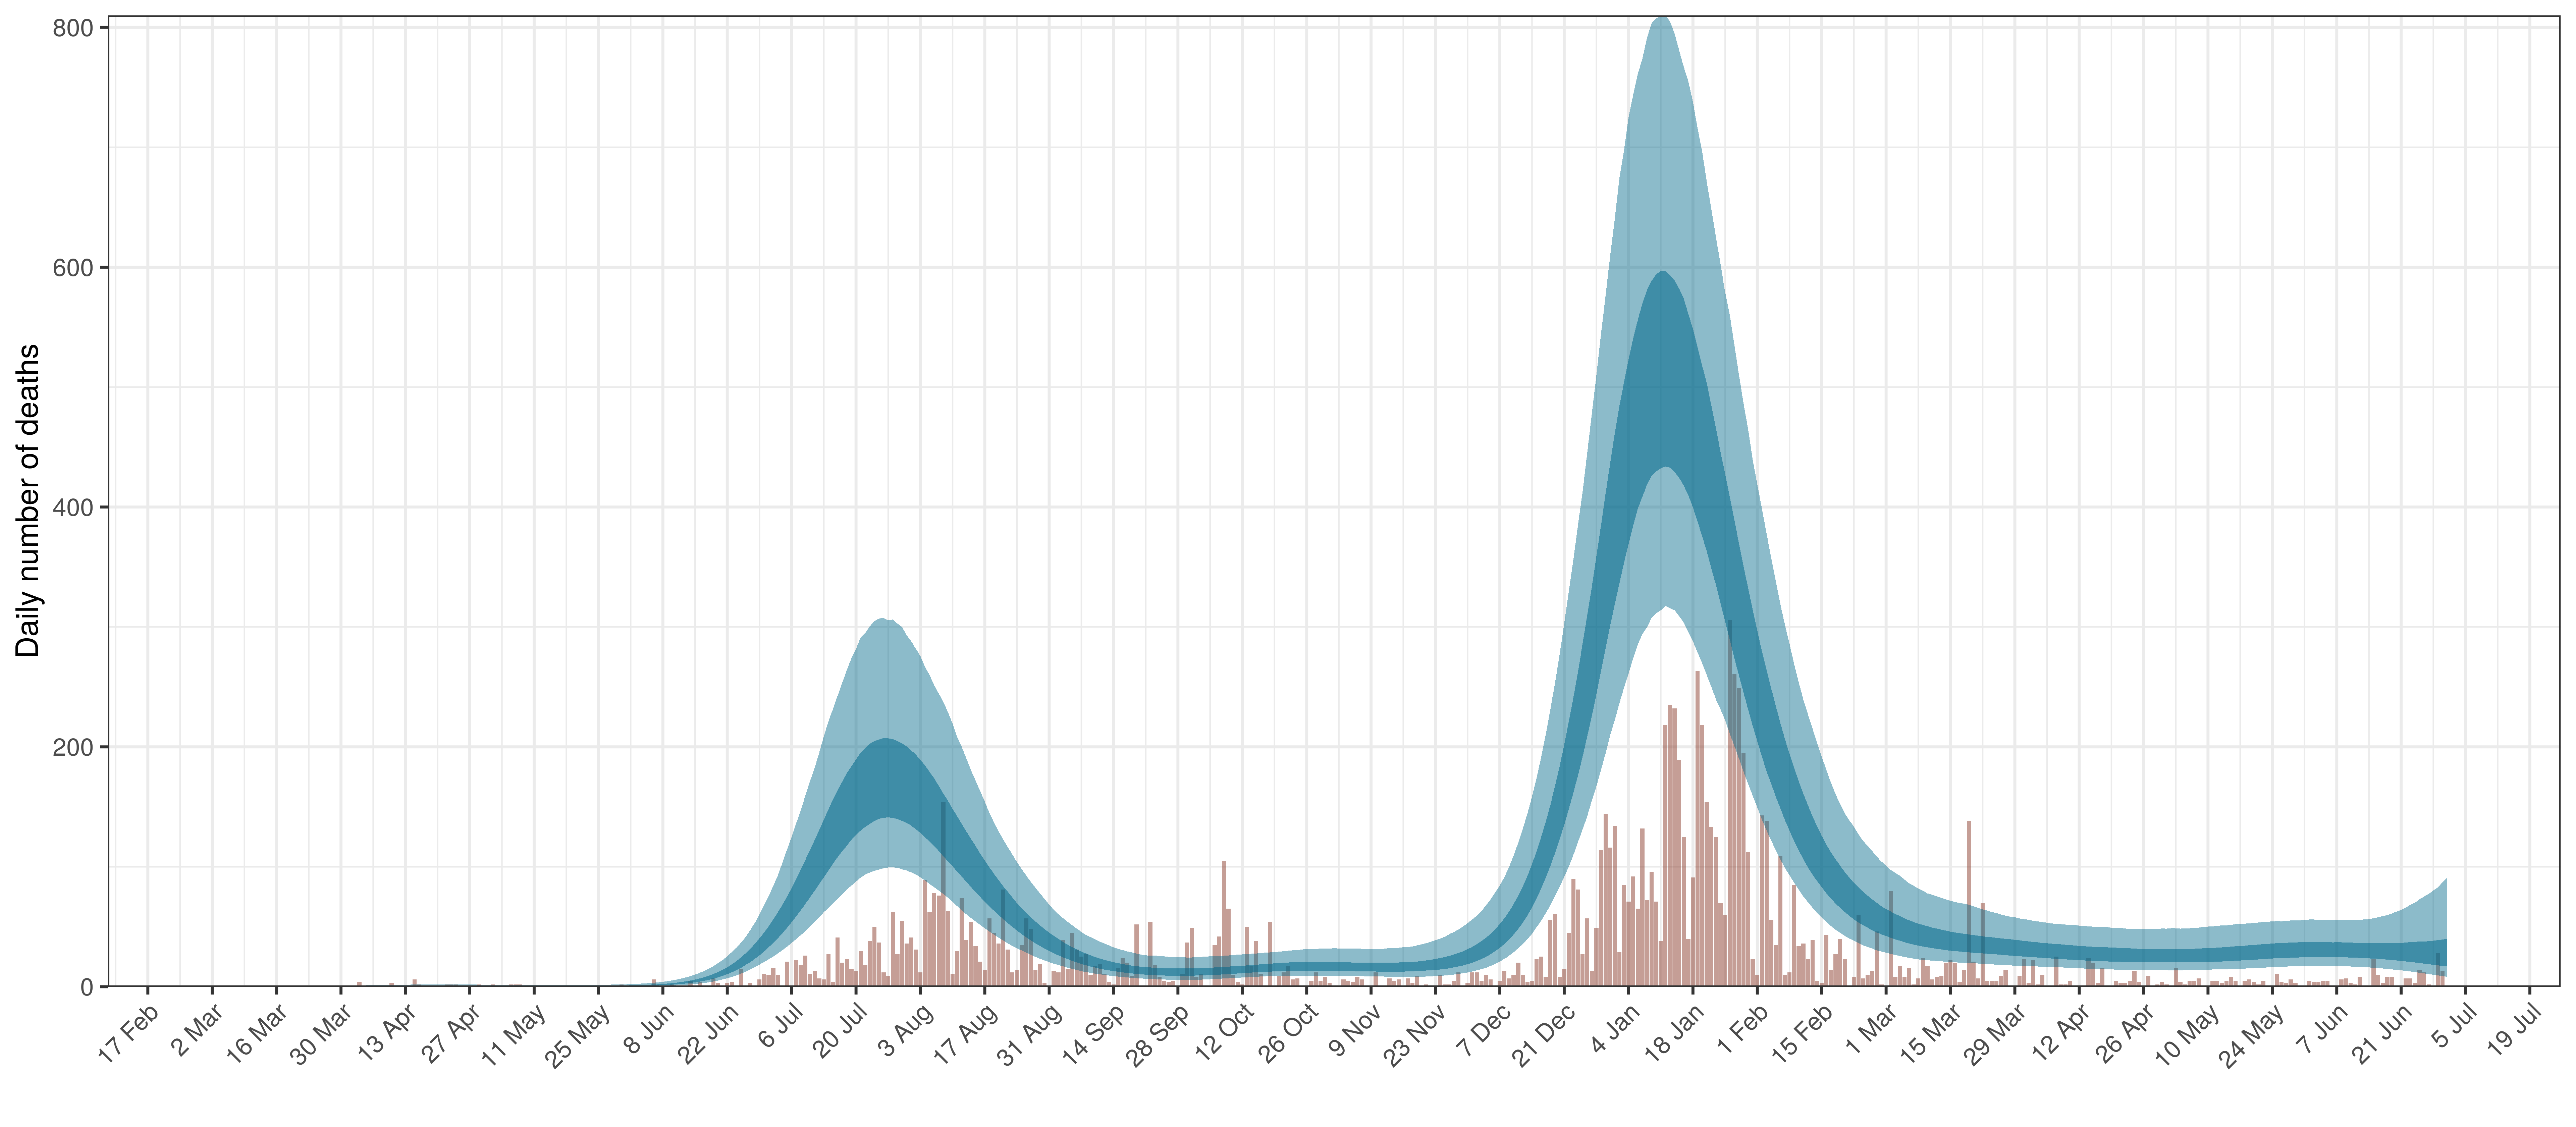 Daily number of deaths
800
600
400
200
0
17 Feb
2 Mar
16 Mar
30 Mar
13 Apr
27 Apr
11 May
25 May
8 Jun
22 Jun
6 Jul
20 Jul
3 Aug
17 Aug
31 Aug
14 Sep
28 Sep
12 Oct
26 Oct
9 Nov
23 Nov
7 Dec
21 Dec
4 Jan
18 Jan
1 Feb
15 Feb
1 Mar
15 Mar
29 Mar
12 Apr
26 Apr
10 May
24 May
7 Jun
21 Jun
5 Jul
19 Jul